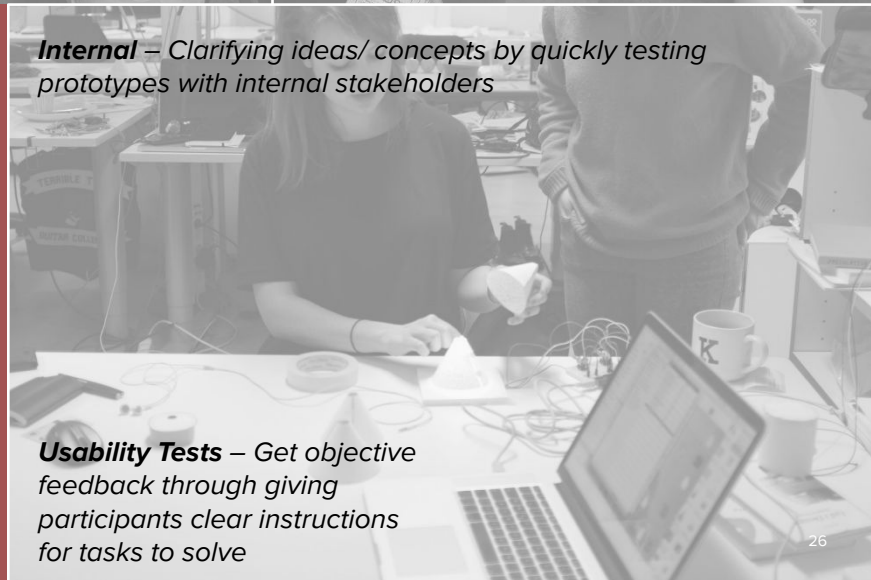 Internal – Clarifying ideas/ concepts by quickly testing
prototypes with internal stakeholders
TERRIBLE T
K
Usability Tests – Get objective
feedback through giving
participants clear instructions
for tasks to solve
26